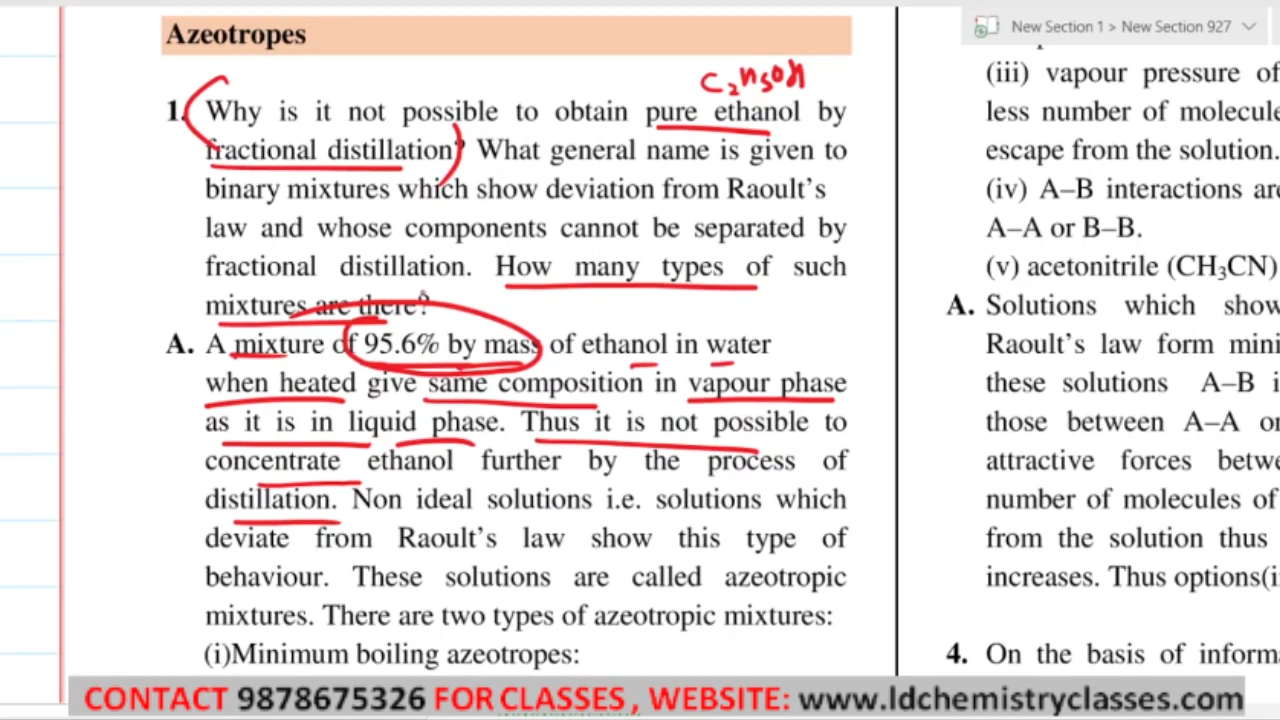 New Section 1 > New Section 927
Azeotropes
C2H5OH
1. Why is it not possible to obtain pure ethanol by
fractional distillation? What general name is given to
binary mixtures which show deviation from Raoult's
law and whose components cannot be separated by
fractional distillation. How many types of such
mixtures are there?
A. A mixture of 95.6% by mass of ethanol in water
when heated give same composition in vapour phase
as it is in liquid phase. Thus it is not possible to
concentrate ethanol further by the process of
distillation. Non ideal solutions i.e. solutions which
deviate from Raoult's law show this type of
behaviour. These solutions are called azeotropic
mixtures. There are two types of azeotropic mixtures:
(i)Minimum boiling azeotropes:
(iii) vapour pressure of
less number of molecule
escape from the solution.
(iv) A–B interactions are
A–A or B–B.
(v) acetonitrile (CH3CN)
A. Solutions which show
Raoult's law form mini
these solutions A–B i
those between A–A or
attractive forces betwe
number of molecules of
from the solution thus
increases. Thus options(i
4. On the basis of informa
CONTACT 9878675326 FOR CLASSES , WEBSITE: www.ldchemistryclasses.com